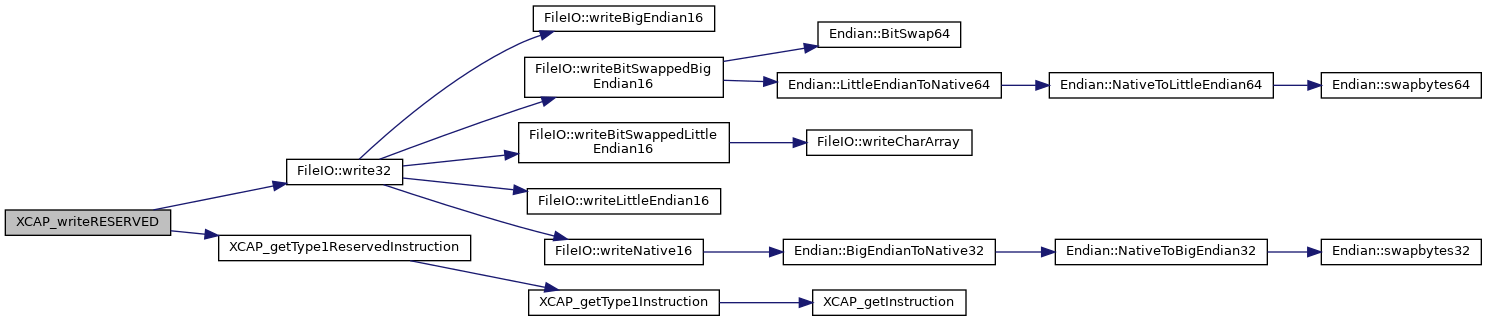 FileIO::writeBigEndian16
Endian::BitSwap64
FileIO::writeBitSwappedBig
Endian16
Endian::LittleEndianToNative64
Endian::NativeToLittleEndian64
Endian::swapbytes64
FileIO::writeBitSwappedLittle
Endian16
FileIO::writeCharArray
FileIO::write32
FileIO::writeLittleEndian16
XCAP_writeRESERVED
XCAP_getType1ReservedInstruction
FileIO::writeNative16
Endian::BigEndianToNative32
Endian::NativeToBigEndian32
Endian::swapbytes32
XCAP_getType1Instruction
XCAP_getInstruction